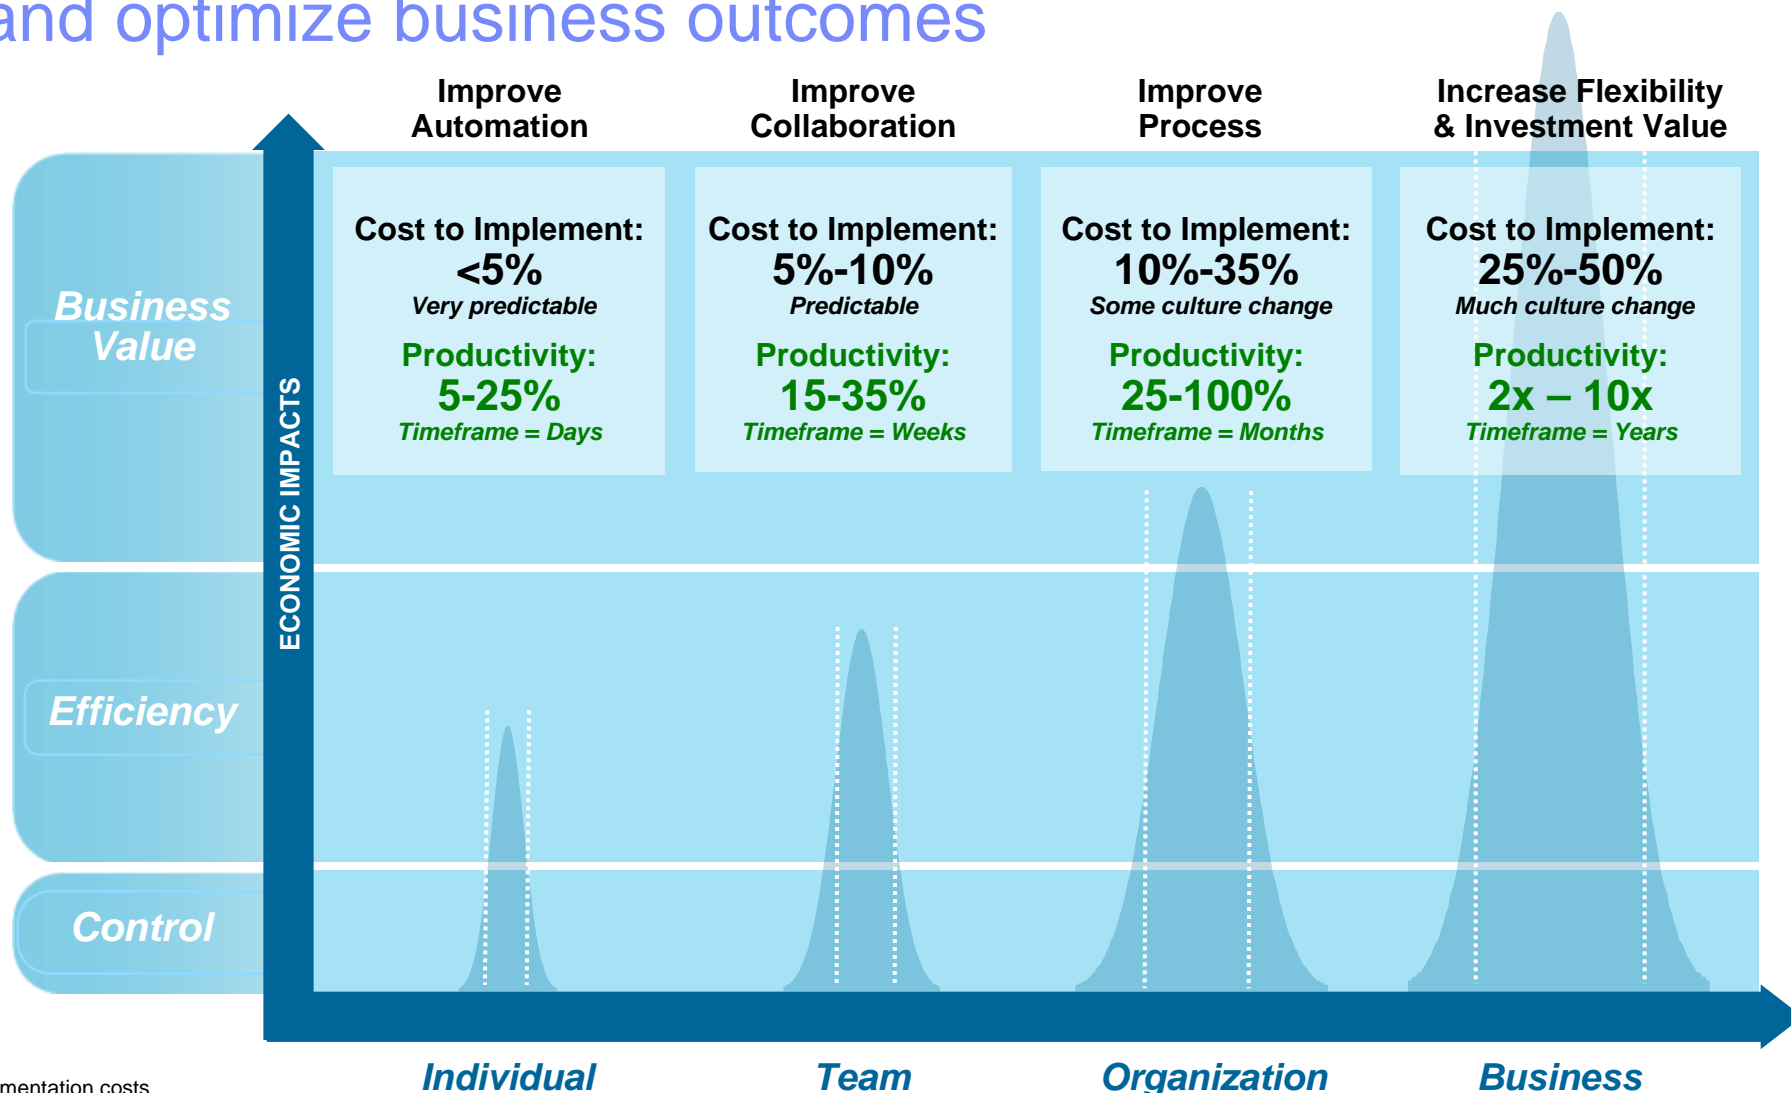 and optimize business outcomes
Improve
Automation
Improve
Collaboration
Improve
Process
Increase Flexibility
& Investment Value
Cost to Implement:
<5%
Very predictable
Productivity:
5-25%
Timeframe = Days
Cost to Implement:
5%-10%
Predictable
Productivity:
15-35%
Timeframe = Weeks
Cost to Implement:
10%-35%
Some culture change
Productivity:
25-100%
Timeframe = Months
Cost to Implement:
25%-50%
Much culture change
Productivity:
2x – 10x
Timeframe = Years
Business
Value
Efficiency
Control
ECONOMIC IMPACTS
Individual
Team
Organization
Business
costs